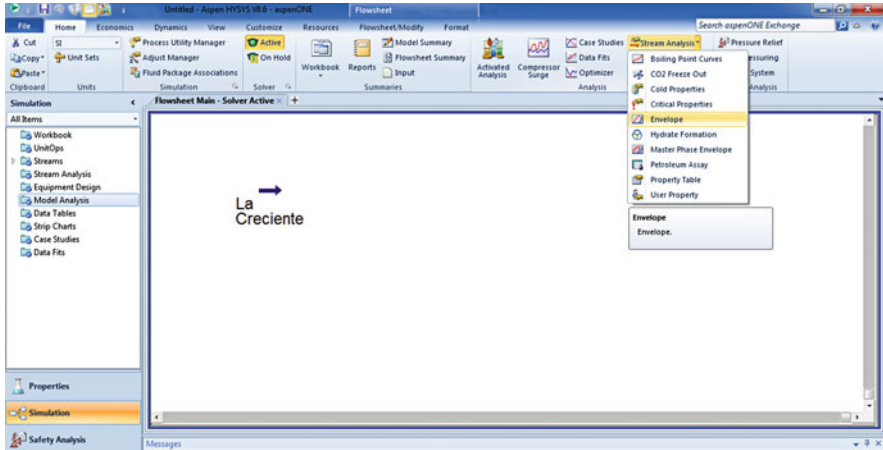 Untitled - Aspen HYSYS V8.6 - aspenONE Flowsheet
File Home Economics Dynamics View Customize Resources Flowsheet/Modify Format Search aspenONE Exchange
Cut SI Process Utility Manager Active Model Summary Case Studies Stream Analysis Pressure Relief
Copy Unit Sets Adjust Manager On Hold Workbook Reports Flowsheet Summary Activated Analysis Compressor Surge Data Fits Boiling Point Curves essuring
Paste Fluid Package Associations Input Optimizer CO2 Freeze Out System
Clipboard Units Simulation Solver Summaries Analysis Cold Properties Analysis
Simulation Flowsheet Main - Solver Active Critical Properties
All Items Envelope
Workbook Hydrate Formation
UnitOps Master Phase Envelope
Streams Petroleum Assay
Stream Analysis Property Table
Equipment Design User Property
Model Analysis
Data Tables
Strip Charts
Case Studies
Data Fits
La
Creciente
Envelope
Envelope.
Properties
Simulation
Safety Analysis
Messages